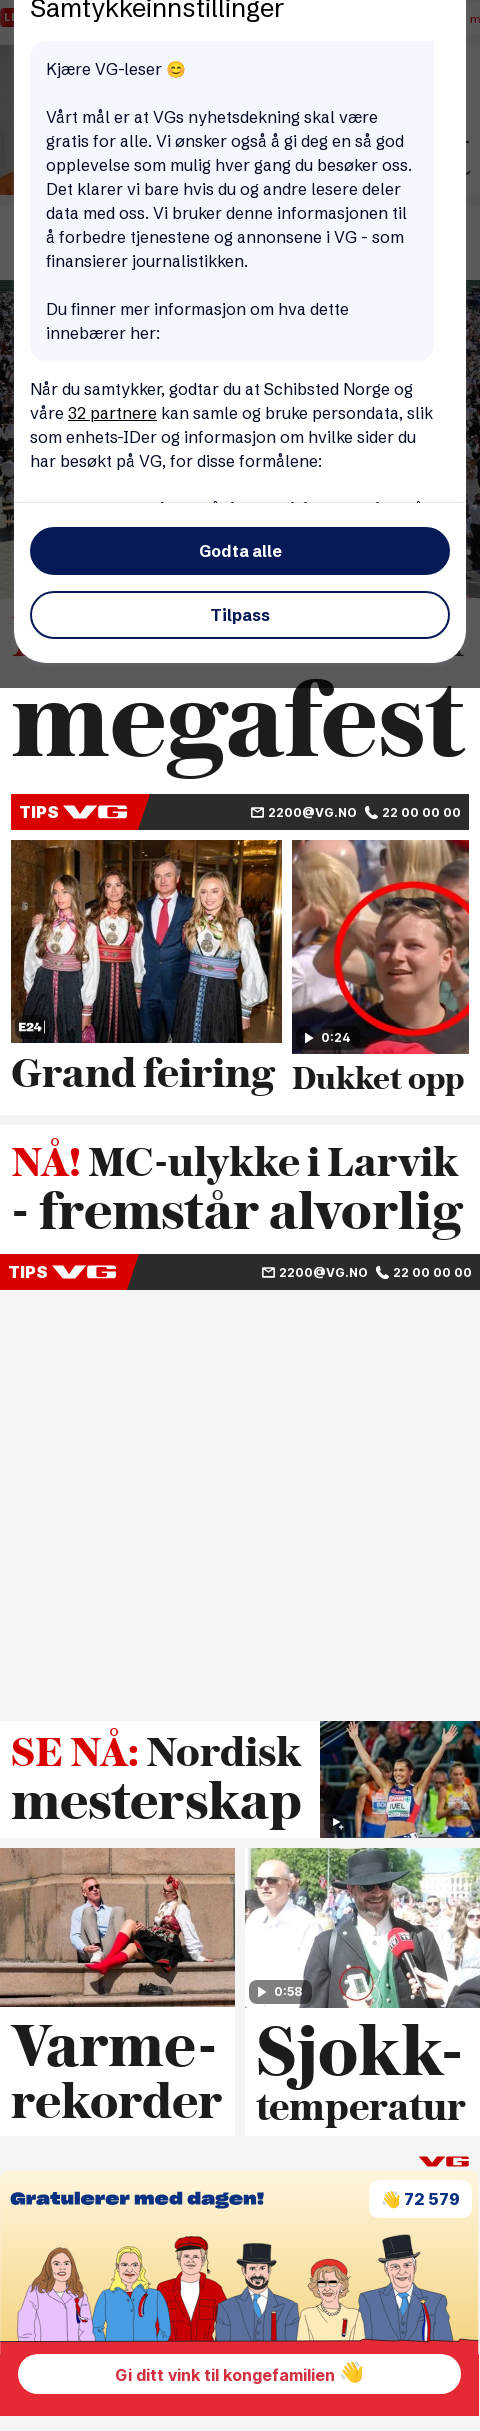 Samtykkeinnstillinger
Kjære VG-leser 😊
Vårt mål er at VGs nyhetsdekning skal være
gratis for alle. Vi ønsker også å gi deg en så god
opplevelse som mulig hver gang du besøker oss.
Det klarer vi bare hvis du og andre lesere deler
data med oss. Vi bruker denne informasjonen til
å forbedre tjenestene og annonsene i VG - som
finansierer journalistikken.
Du finner mer informasjon om hva dette
innebærer her:
Når du samtykker, godtar du at Schibsted Norge og
våre 32 partnere kan samle og bruke persondata, slik
som enhets-IDer og informasjon om hvilke sider du
har besøkt på VG, for disse formålene:
Godta alle
Tilpass
megafest
TIPS VG 2200@VG.NO 22 00 00 00
E24
0:24
Grand feiring
Dukket opp
NÅ! MC-ulykke i Larvik
- fremstår alvorlig
TIPS VG 2200@VG.NO 22 00 00 00
SE NÅ: Nordisk
mesterskap
IUEL
0:58
Varme-
rekorder
Sjokk-
temperatur
VG
Gratulerer med dagen!
👋 72 579
Gi ditt vink til kongefamilien 👋